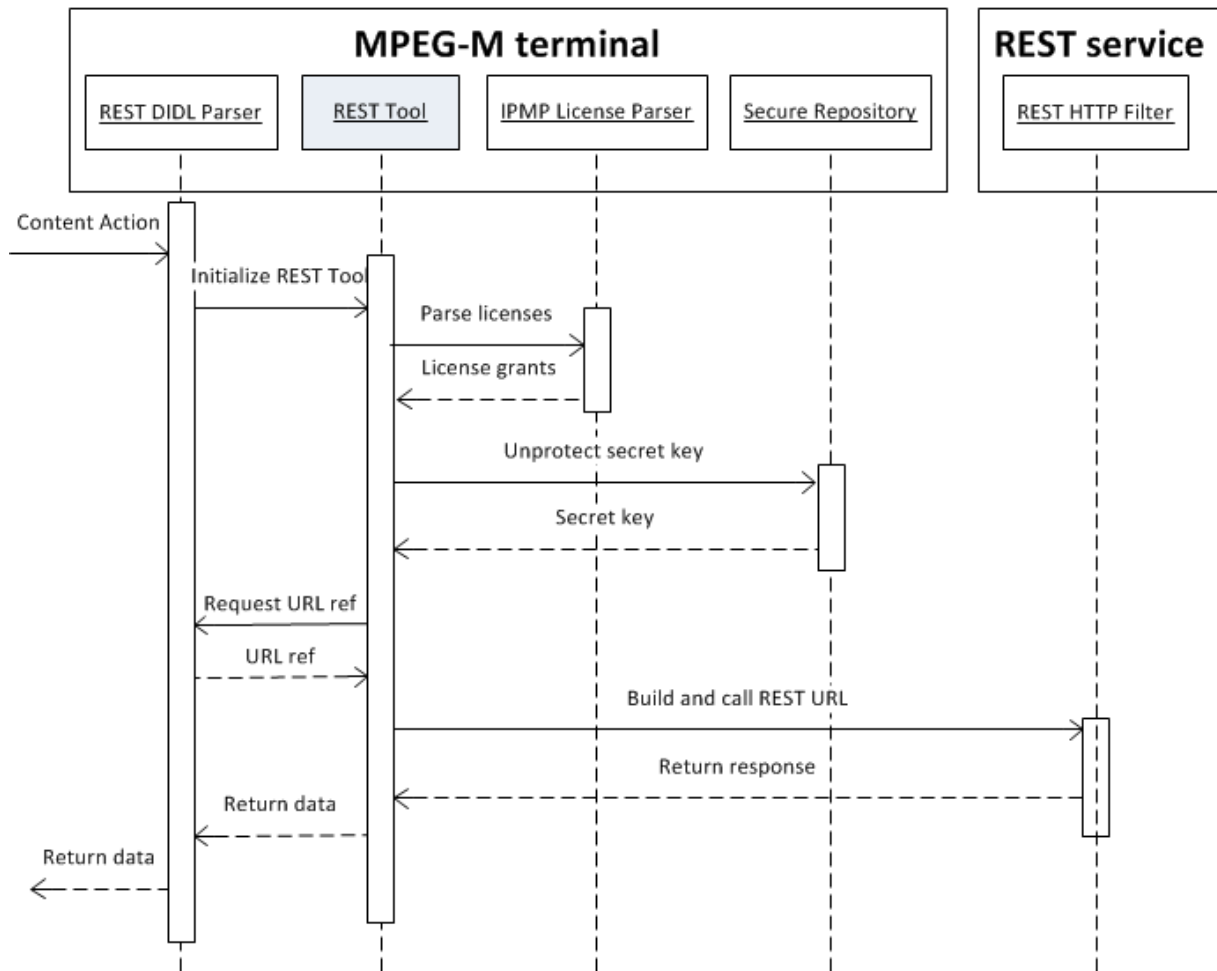 MPEG-M terminal
REST service
REST DIDL Parser
REST Tool
IPMP License Parser
Secure Repository
REST HTTP Filter
Content Action
Initialize REST Tool
Parse licenses
License grants
Unprotect secret key
Secret key
Request URL ref
URL ref
Build and call REST URL
Return response
Return data
Return data